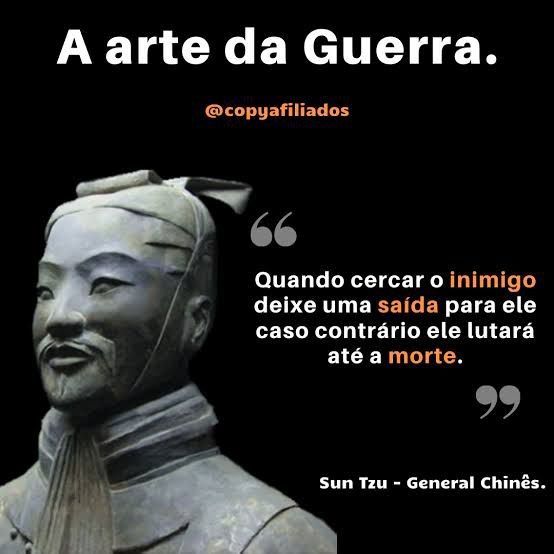 A arte da Guerra.
@copyafiliados
“
Quando cercar o inimigo
deixe uma saída para ele
caso contrário ele lutará
até a morte.
”
Sun Tzu - General Chinês.